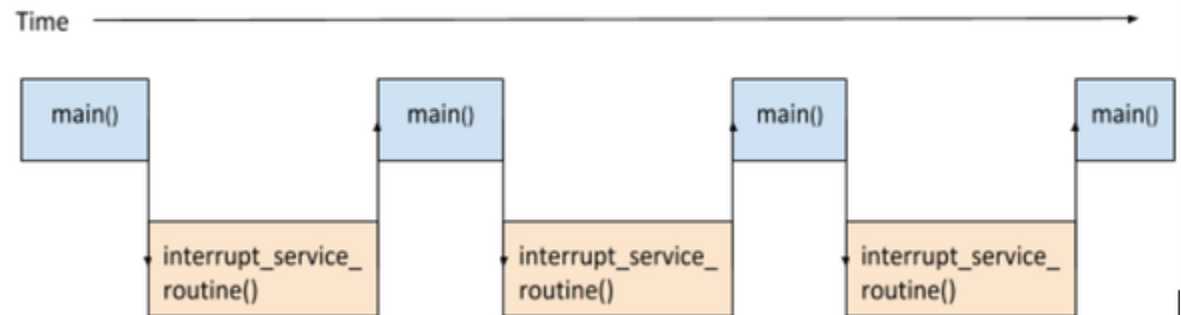 Time
main()
main()
main()
main()
interrupt_service_
routine()
interrupt_service_
routine()
interrupt_service_
routine()